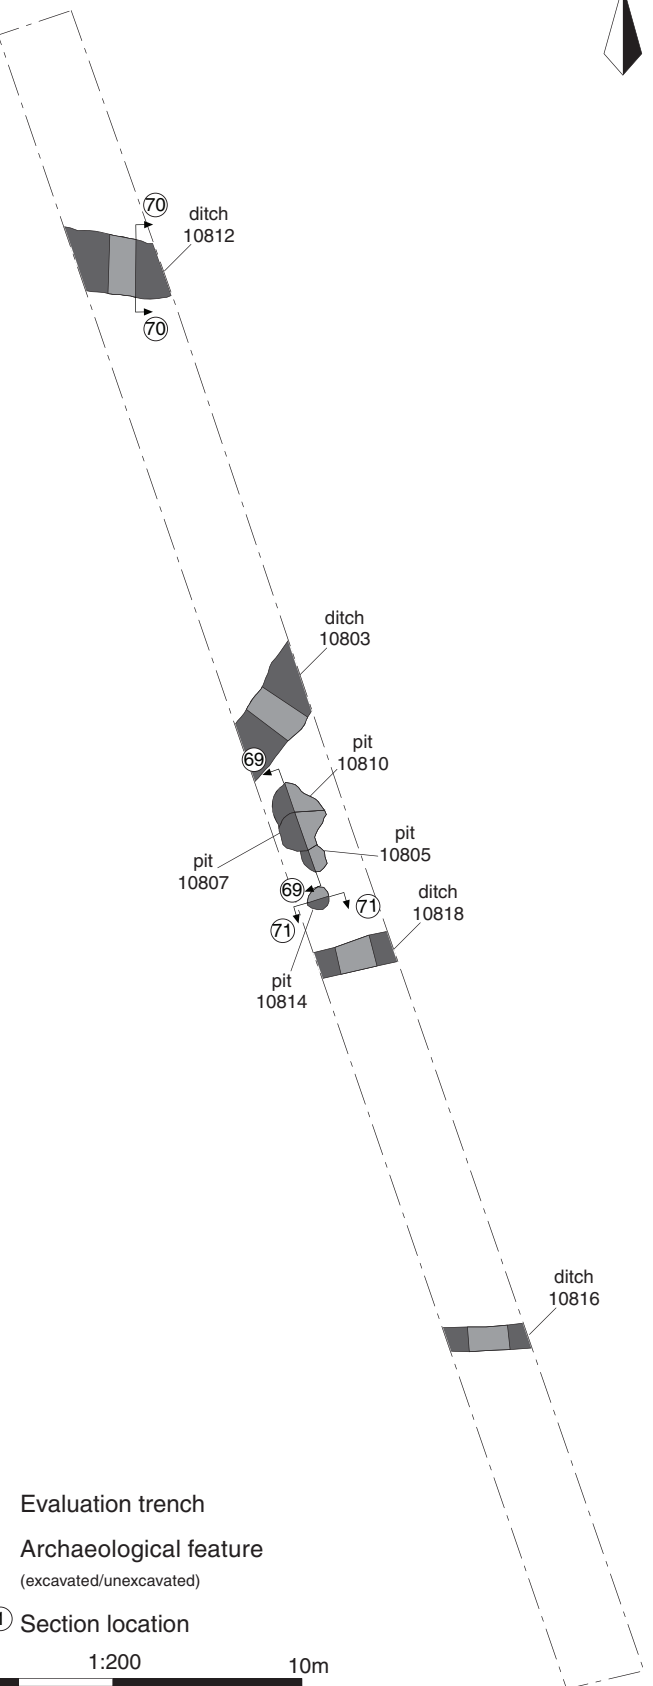 70
ditch
10812
70
ditch
10803
69
pit
10810
pit
10805
pit
10807
69
71
ditch
10818
71
pit
10814
ditch
10816
Evaluation trench
Archaeological feature
(excavated/unexcavated)
Section location
1:200
10m